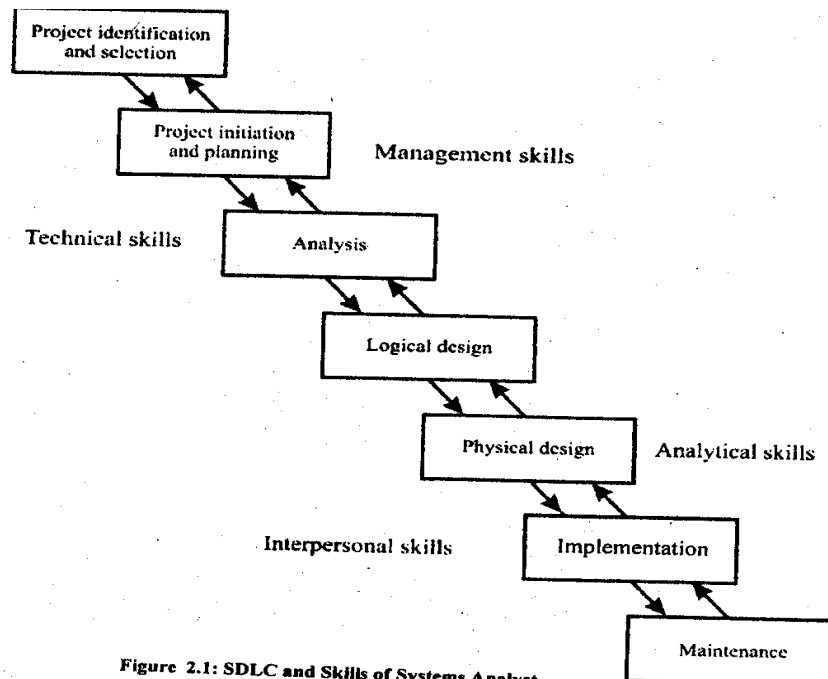 Project identification
and selection
Project initiation
and planning
Management skills
Technical skills
Analysis
Logical design
Physical design
Analytical skills
Interpersonal skills
Implementation
Maintenance
Figure 2.1: SDLC and Skills of Systems Analyst